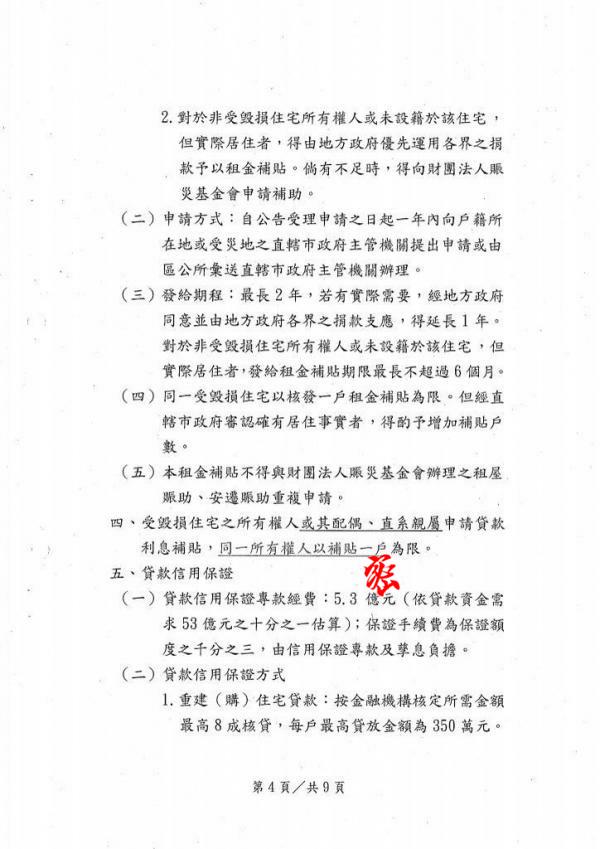 2.對於非受毀損住宅所有權人或未設籍於該住宅，
但實際居住者，得由地方政府優先運用各界之捐
款予以租金補貼。倘有不足時，得向財團法人賑
災基金會申請補助。
（二）申請方式：自公告受理申請之日起一年內向戶籍所
在地或受災地之直轄市政府主管機關提出申請或由
區公所彙送直轄市政府主管機關辦理。
（三）發給期程：最長2年，若有實際需要，經地方政府
同意並由地方政府各界之捐款支應，得延長1年。
對於非受毀損住宅所有權人或未設籍於該住宅，但
實際居住者，發給租金補貼期限最長不超過6個月。
（四）同一受毀損住宅以核發一戶租金補貼為限。但經直
轄市政府審認確有居住事實者，得酌予增加補貼戶
數。
（五）本租金補貼不得與財團法人賑災基金會辦理之租屋
賑助、安遷賑助重複申請。
四、受毀損住宅之所有權人或其配偶、直系親屬申請貸款
利息補貼，同一所有權人以補貼一戶為限。
五、貸款信用保證
（一）貸款信用保證專款經費：5.3億元（依貸款資金需
求53億元之十分之一估算）；保證手續費為保證額
度之千分之三，由信用保證專款及孳息負擔。
（二）貸款信用保證方式
1.重建（購）住宅貸款：按金融機構核定所需金額
最高8成核貸，每戶最高貸放金額為350萬元。
第4頁／共9頁